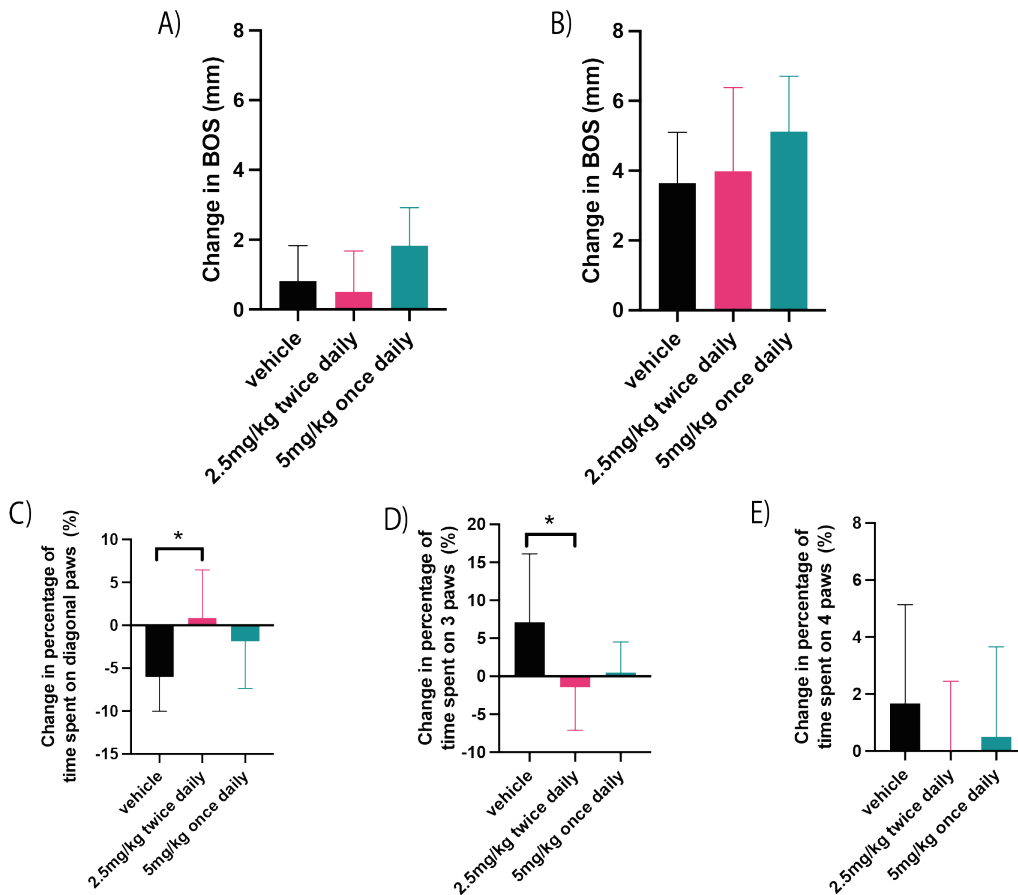 A)
Change in BOS (mm)
8
6
4
2
0
vehicle
2.5mg/kg twice daily
5mg/kg once daily
B)
Change in BOS (mm)
8
6
4
2
0
vehicle
2.5mg/kg twice daily
5mg/kg once daily
C)
Change in percentage of
time spent on diagonal paws (%)
10
5
0
-5
-10
-15
*
vehicle
2.5mg/kg twice daily
5mg/kg once daily
D)
Change in percentage of
time spent on 3 paws (%)
20
15
10
5
0
-5
-10
*
vehicle
2.5mg/kg twice daily
5mg/kg once daily
E)
Change in percentage of
time spent on 4 paws (%)
8
6
4
2
0
vehicle
2.5mg/kg twice daily
5mg/kg once daily